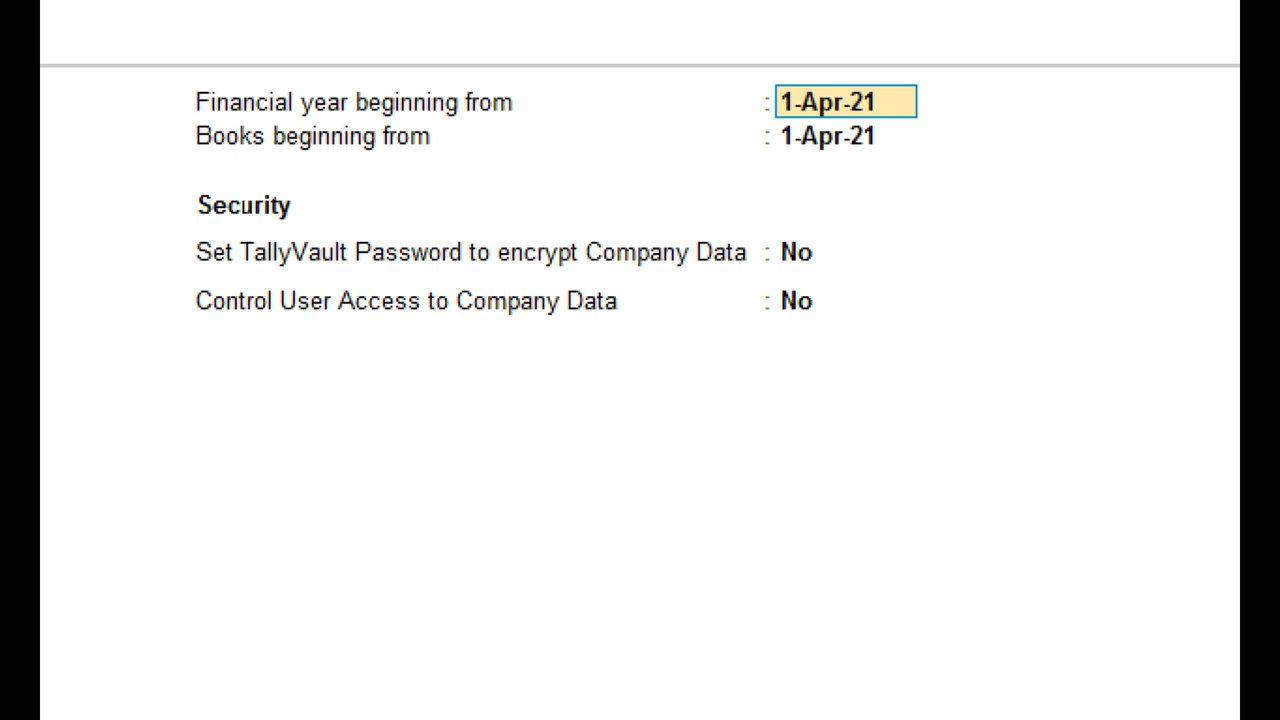 Financial year beginning from : 1-Apr-21
Books beginning from : 1-Apr-21
Security
Set TallyVault Password to encrypt Company Data : No
Control User Access to Company Data : No